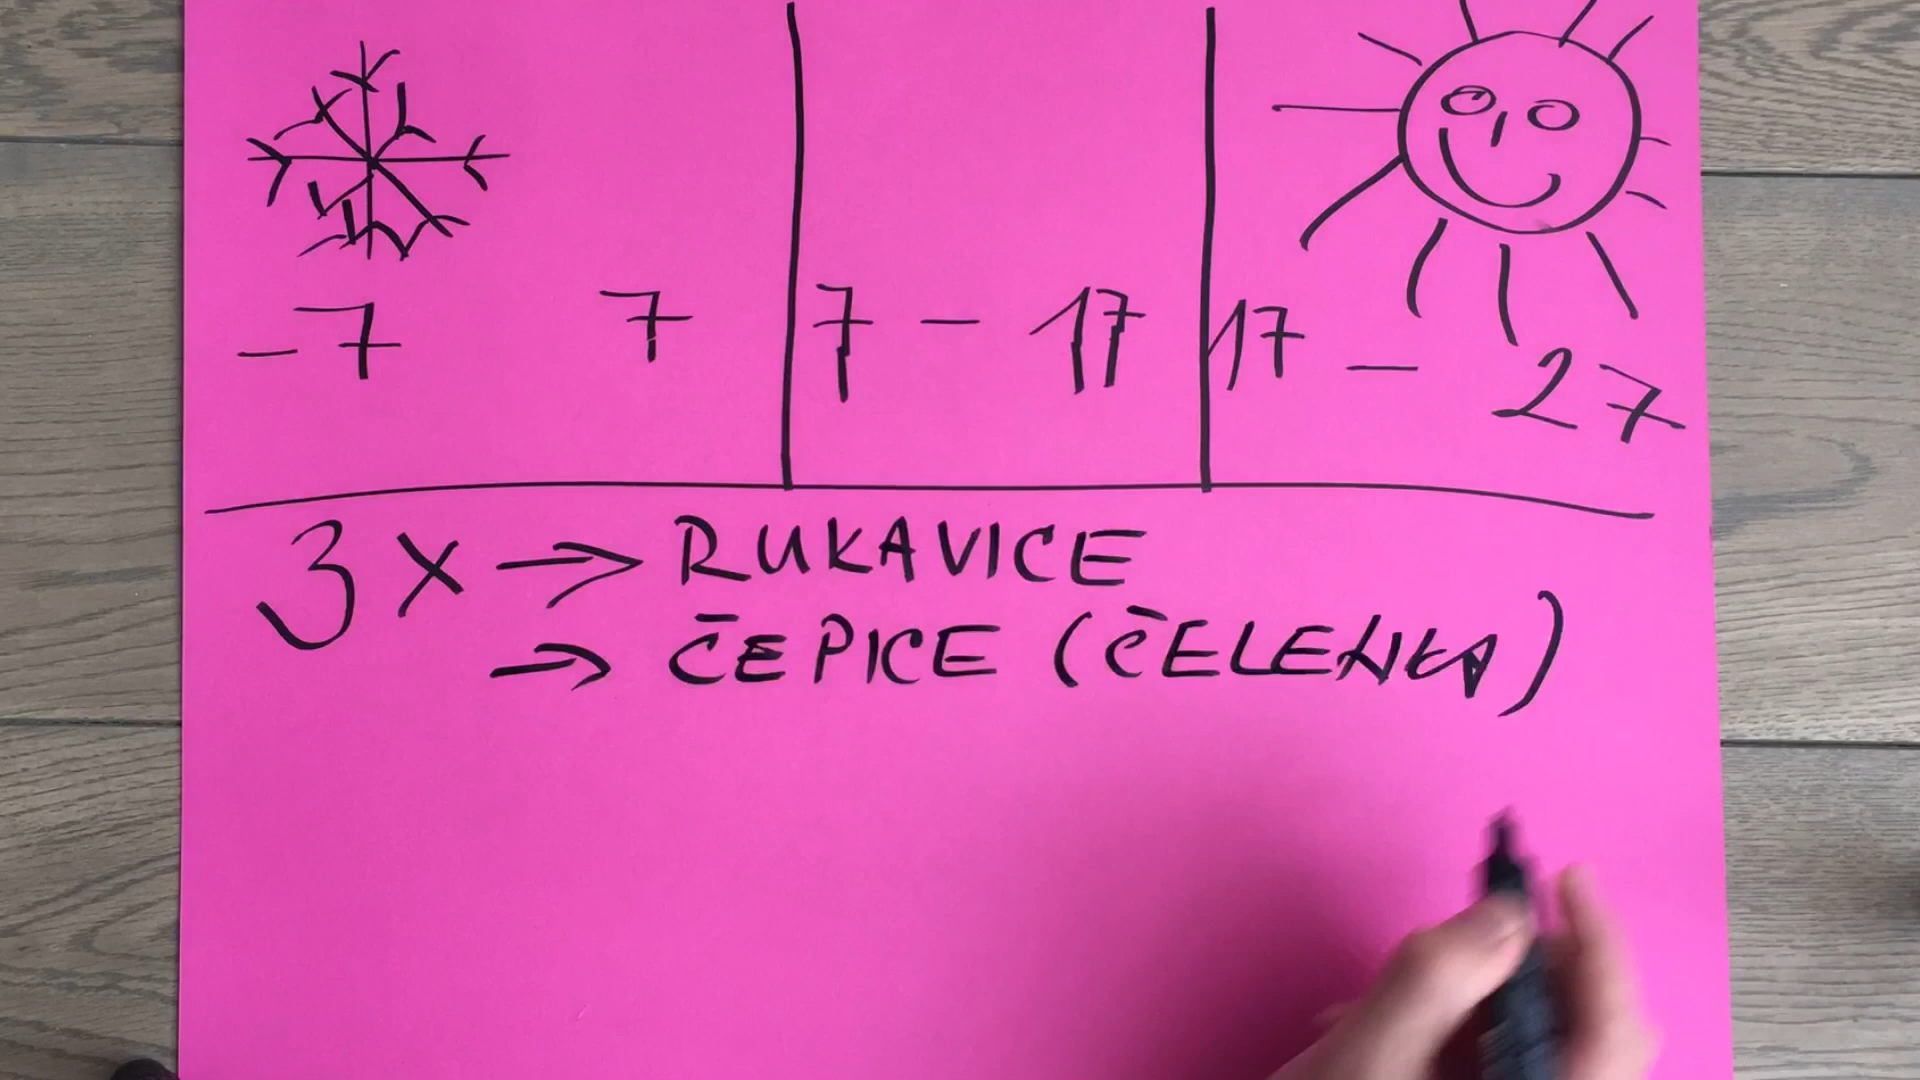 -7 7 7 - 17 17 - 27
3x → RUKAVICE
→ ČEPICE (ČELENKA)